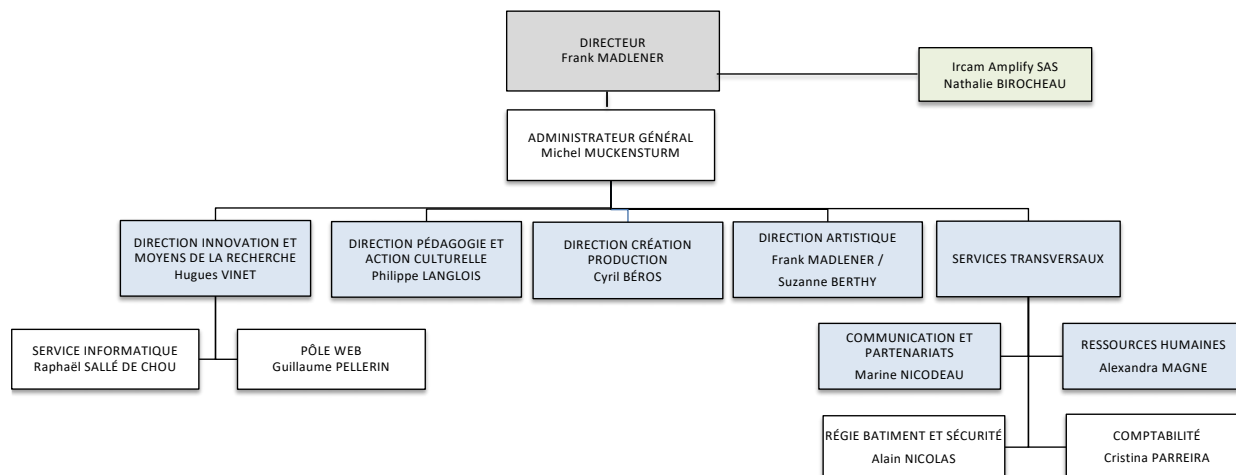 DIRECTEUR
Frank MADLENER
Ircam Amplify SAS
Nathalie BIROCHEAU
ADMINISTRATEUR GÉNÉRAL
Michel MUCKENSTURM
DIRECTION INNOVATION ET
MOYENS DE LA RECHERCHE
Hugues VINET
DIRECTION PÉDAGOGIE ET
ACTION CULTURELLE
Philippe LANGLOIS
DIRECTION CRÉATION
PRODUCTION
Cyril BÉROS
DIRECTION ARTISTIQUE
Frank MADLENER /
Suzanne BERTHY
SERVICES TRANSVERSAUX
SERVICE INFORMATIQUE
Raphaël SALLÉ DE CHOU
PÔLE WEB
Guillaume PELLERIN
COMMUNICATION ET
PARTENARIATS
Marine NICODEAU
RESSOURCES HUMAINES
Alexandra MAGNE
RÉGIE BATIMENT ET SÉCURITÉ
Alain NICOLAS
COMPTABILITÉ
Cristina PARREIRA